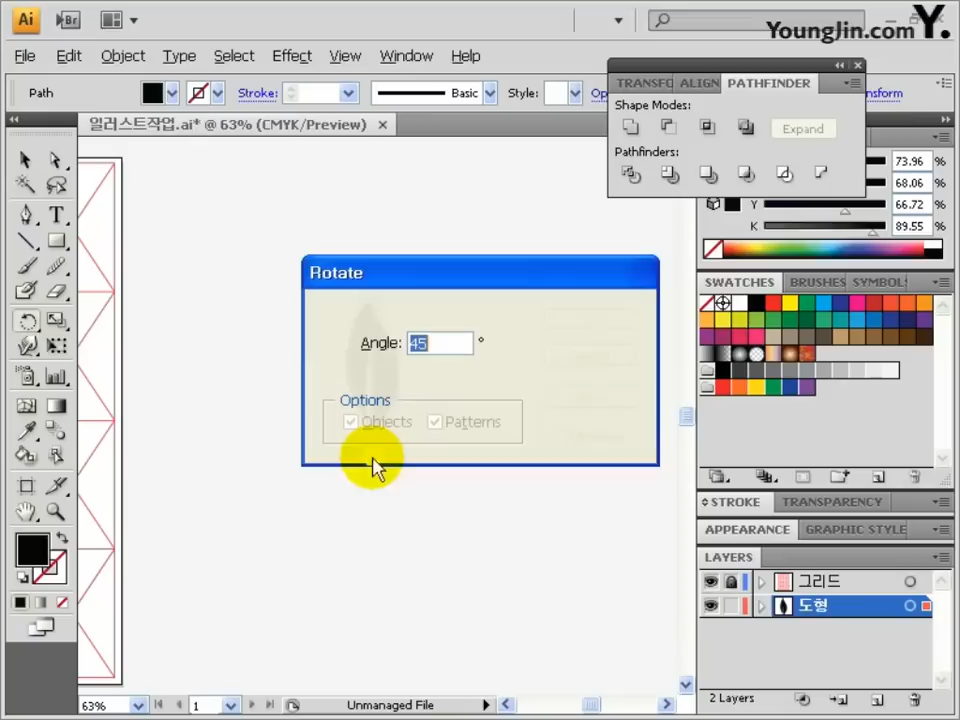 Ai Br
YoungJin.com Y.
File Edit Object Type Select Effect View Window Help
Path Stroke: Basic Style:
일러스트작업.ai* @ 63% (CMYK/Preview)
ALIGN PATHFINDER
Shape Modes:
Expand
Pathfinders:
73.96 %
68.06 %
Y 66.72 %
K 89.55 %
Rotate
Angle: 45 °
Options
Objects Patterns
SWATCHES BRUSHES SYMBOL
STROKE TRANSPARENCY
APPEARANCE GRAPHIC STYLE
LAYERS
그리드
도형
2 Layers
63% 1 Unmanaged File